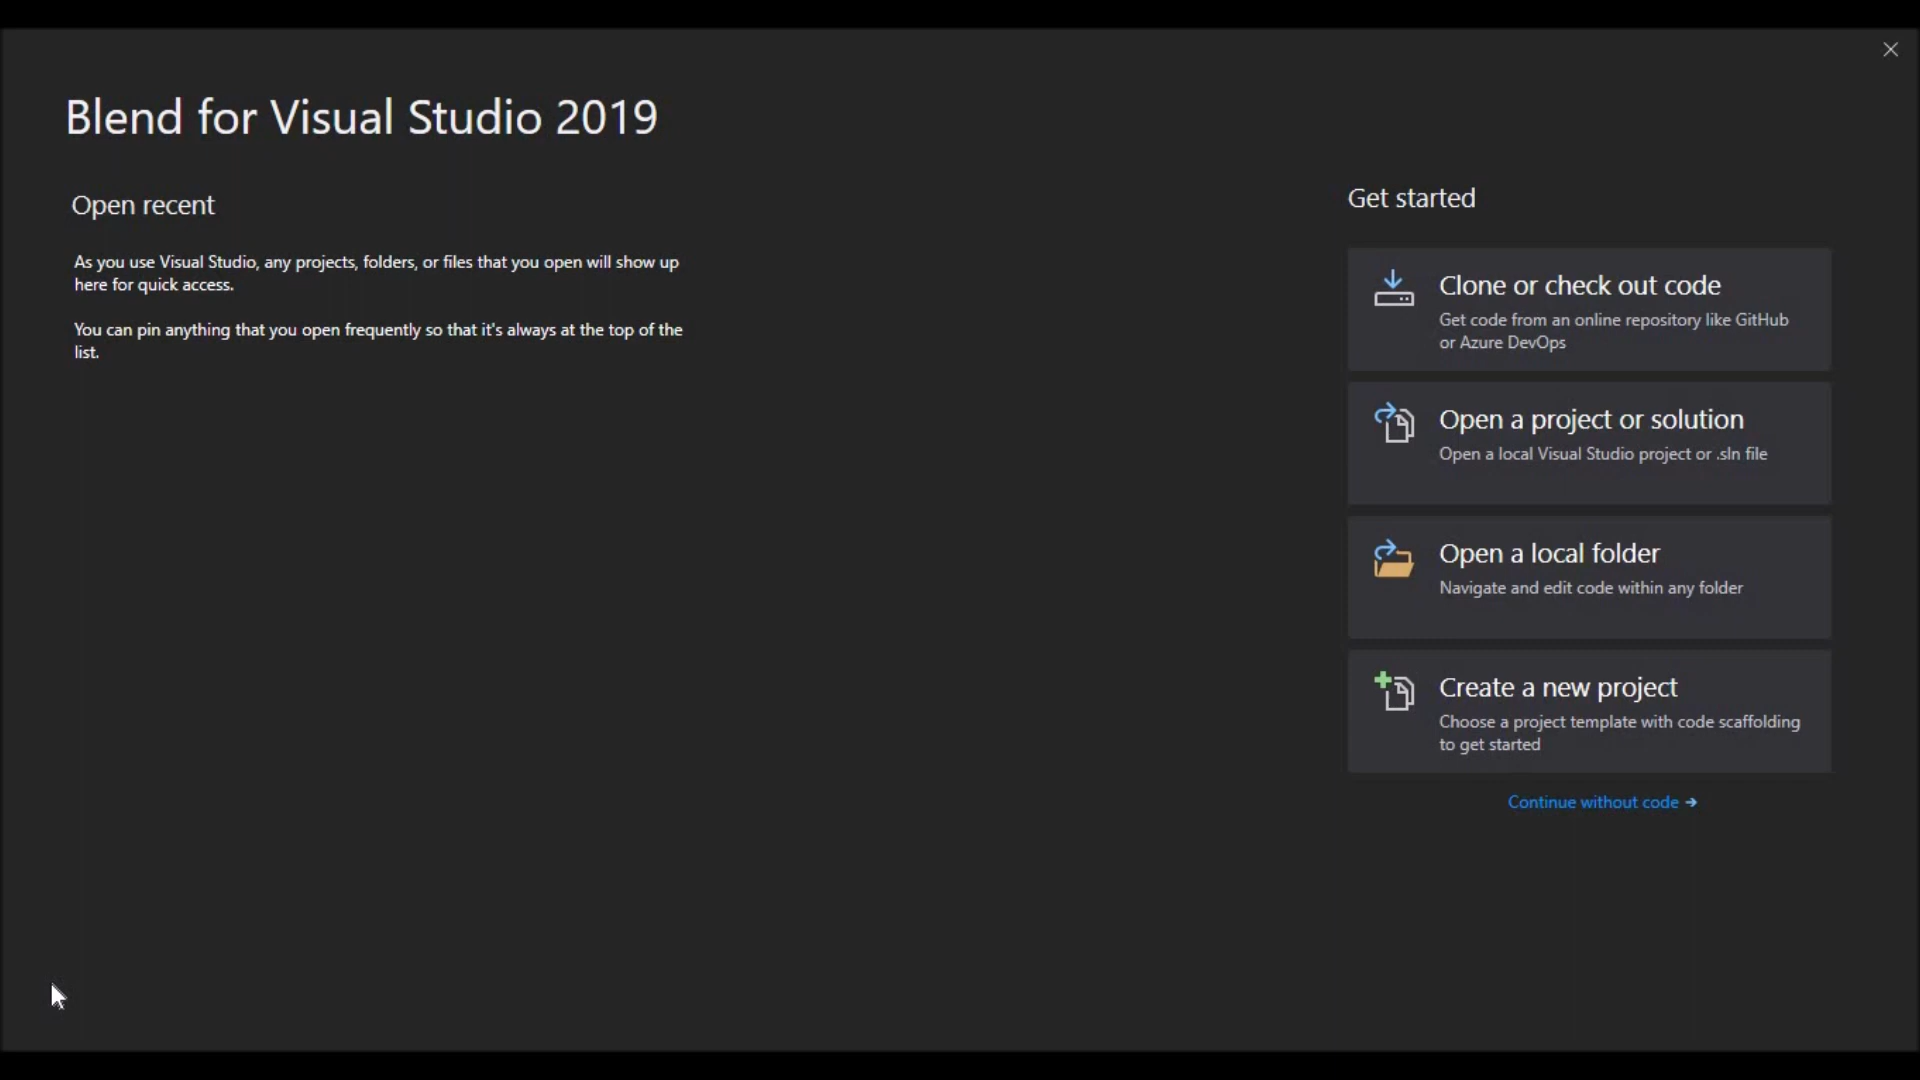 Blend for Visual Studio 2019
Open recent
As you use Visual Studio, any projects, folders, or files that you open will show up
here for quick access.
You can pin anything that you open frequently so that it's always at the top of the
list.
Get started
Clone or check out code
Get code from an online repository like GitHub
or Azure DevOps
Open a project or solution
Open a local Visual Studio project or .sln file
Open a local folder
Navigate and edit code within any folder
Create a new project
Choose a project template with code scaffolding
to get started
Continue without code →